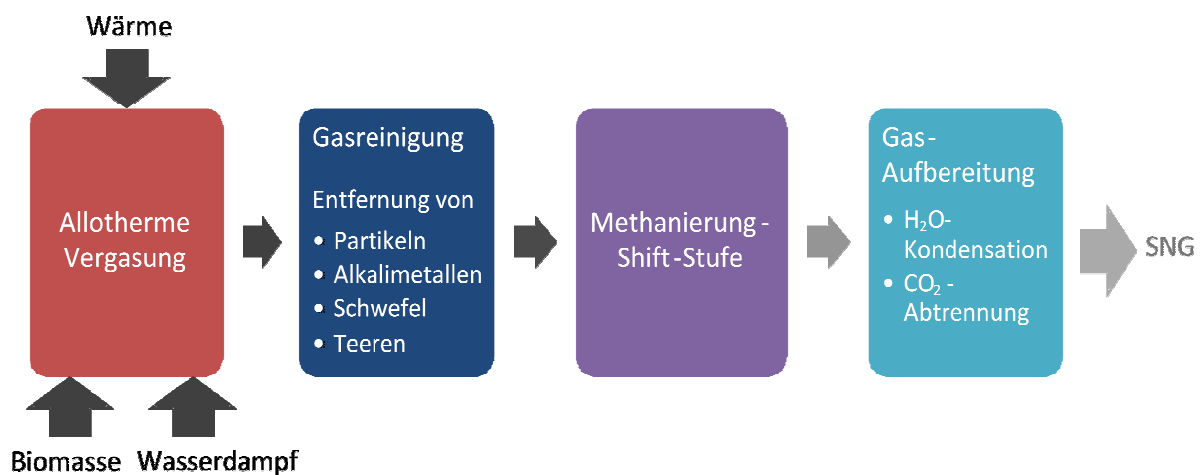 Wärme
Allotherme
Vergasung
Biomasse
Wasserdampf
Gasreinigung
Entfernung von
• Partikeln
• Alkalimetallen
• Schwefel
• Teeren
Methanierung-
Shift-Stufe
Gas-
Aufbereitung
• H₂O-
Kondensation
• CO₂-
Abtrennung
SNG